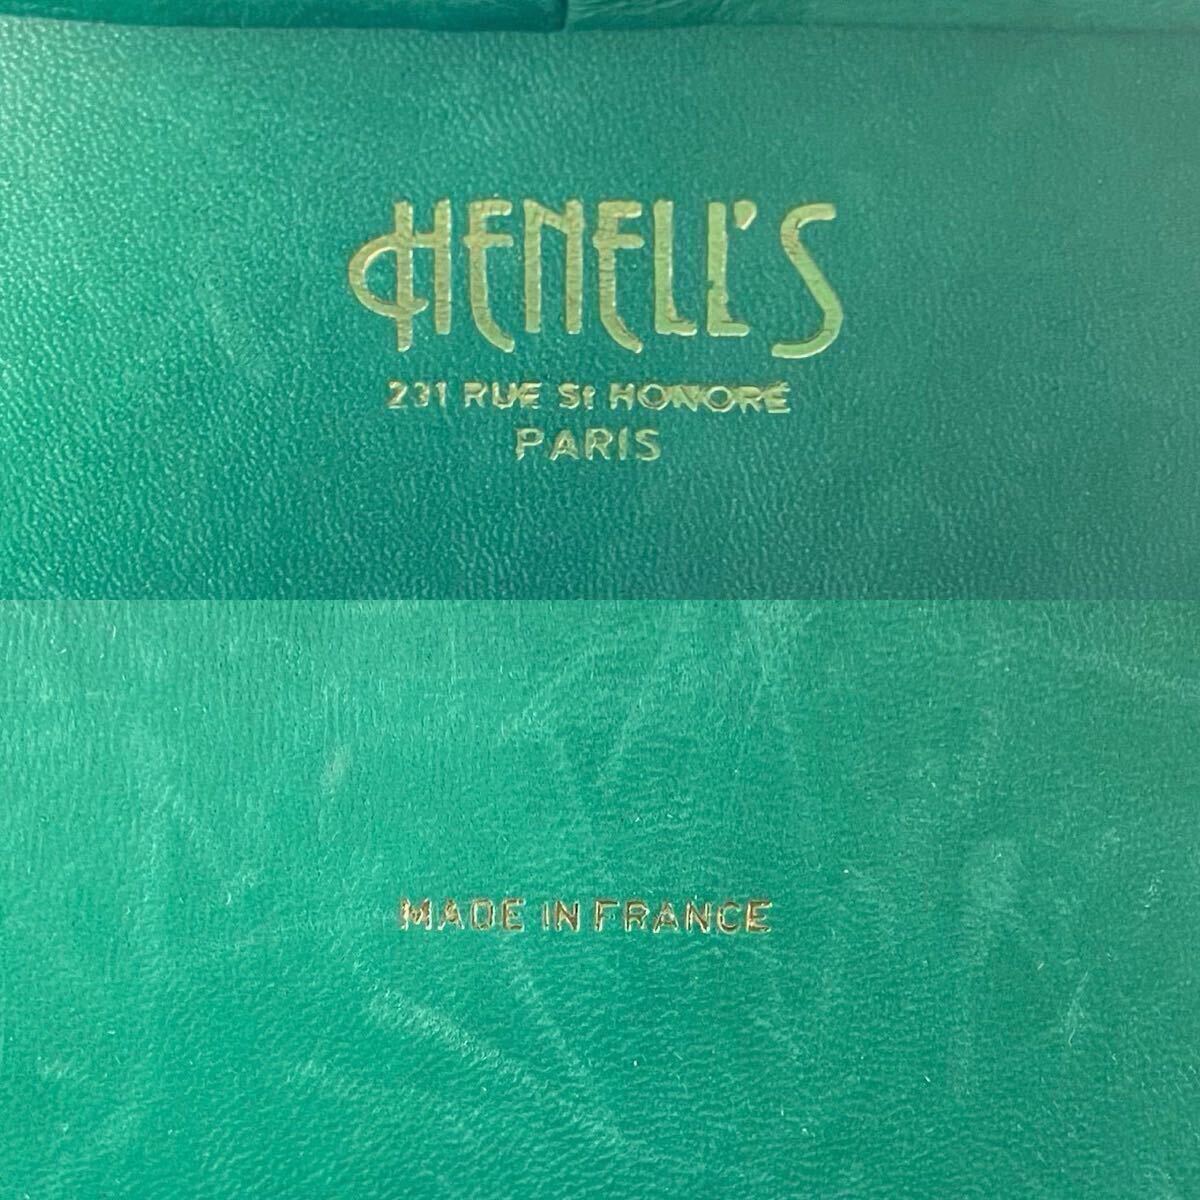 HENELL'S
231 RUE St HONORÉ
PARIS
MADE IN FRANCE